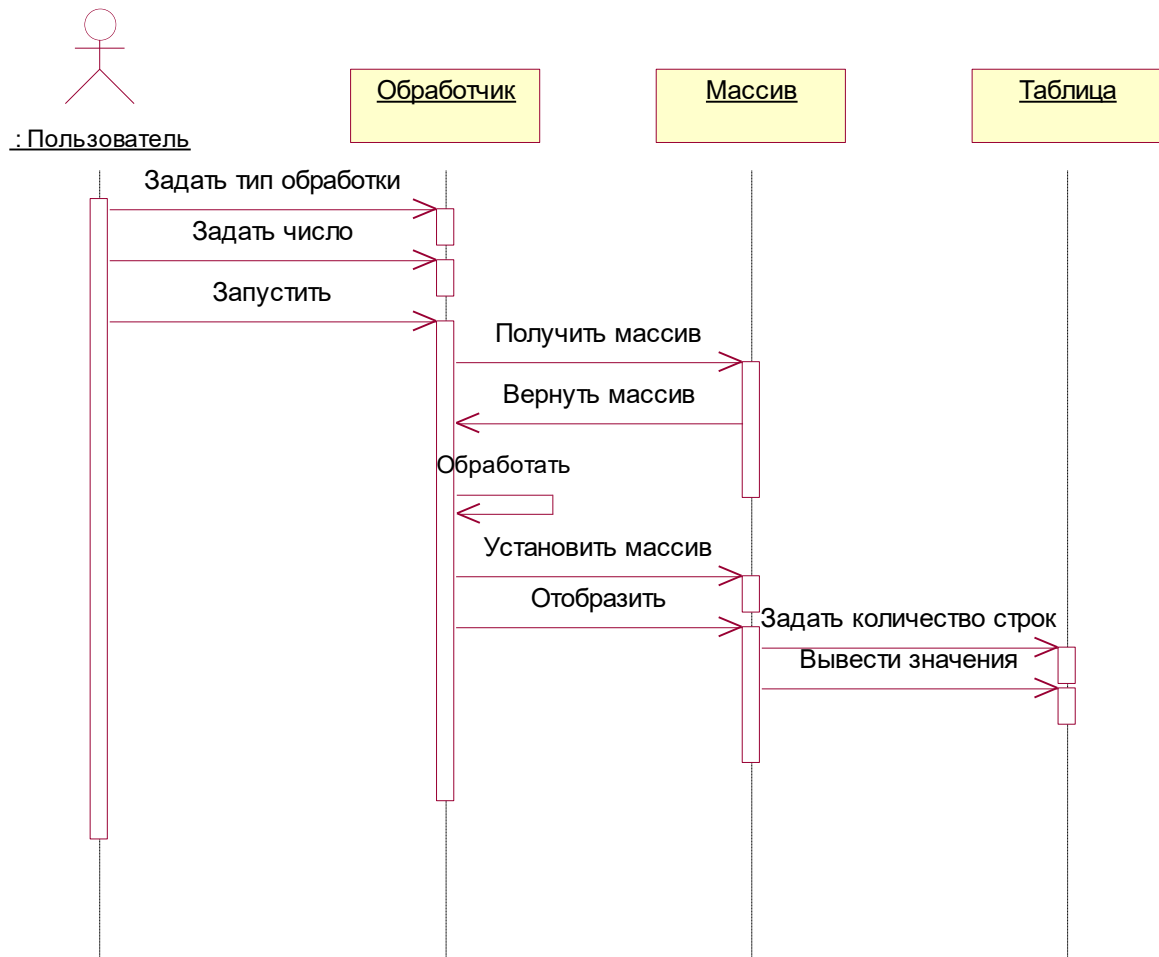 Обработчик
Массив
Таблица
: Пользователь
Задать тип обработки
Задать число
Запустить
Получить массив
Вернуть массив
Обработать
Установить массив
Отобразить
Задать количество строк
Вывести значения